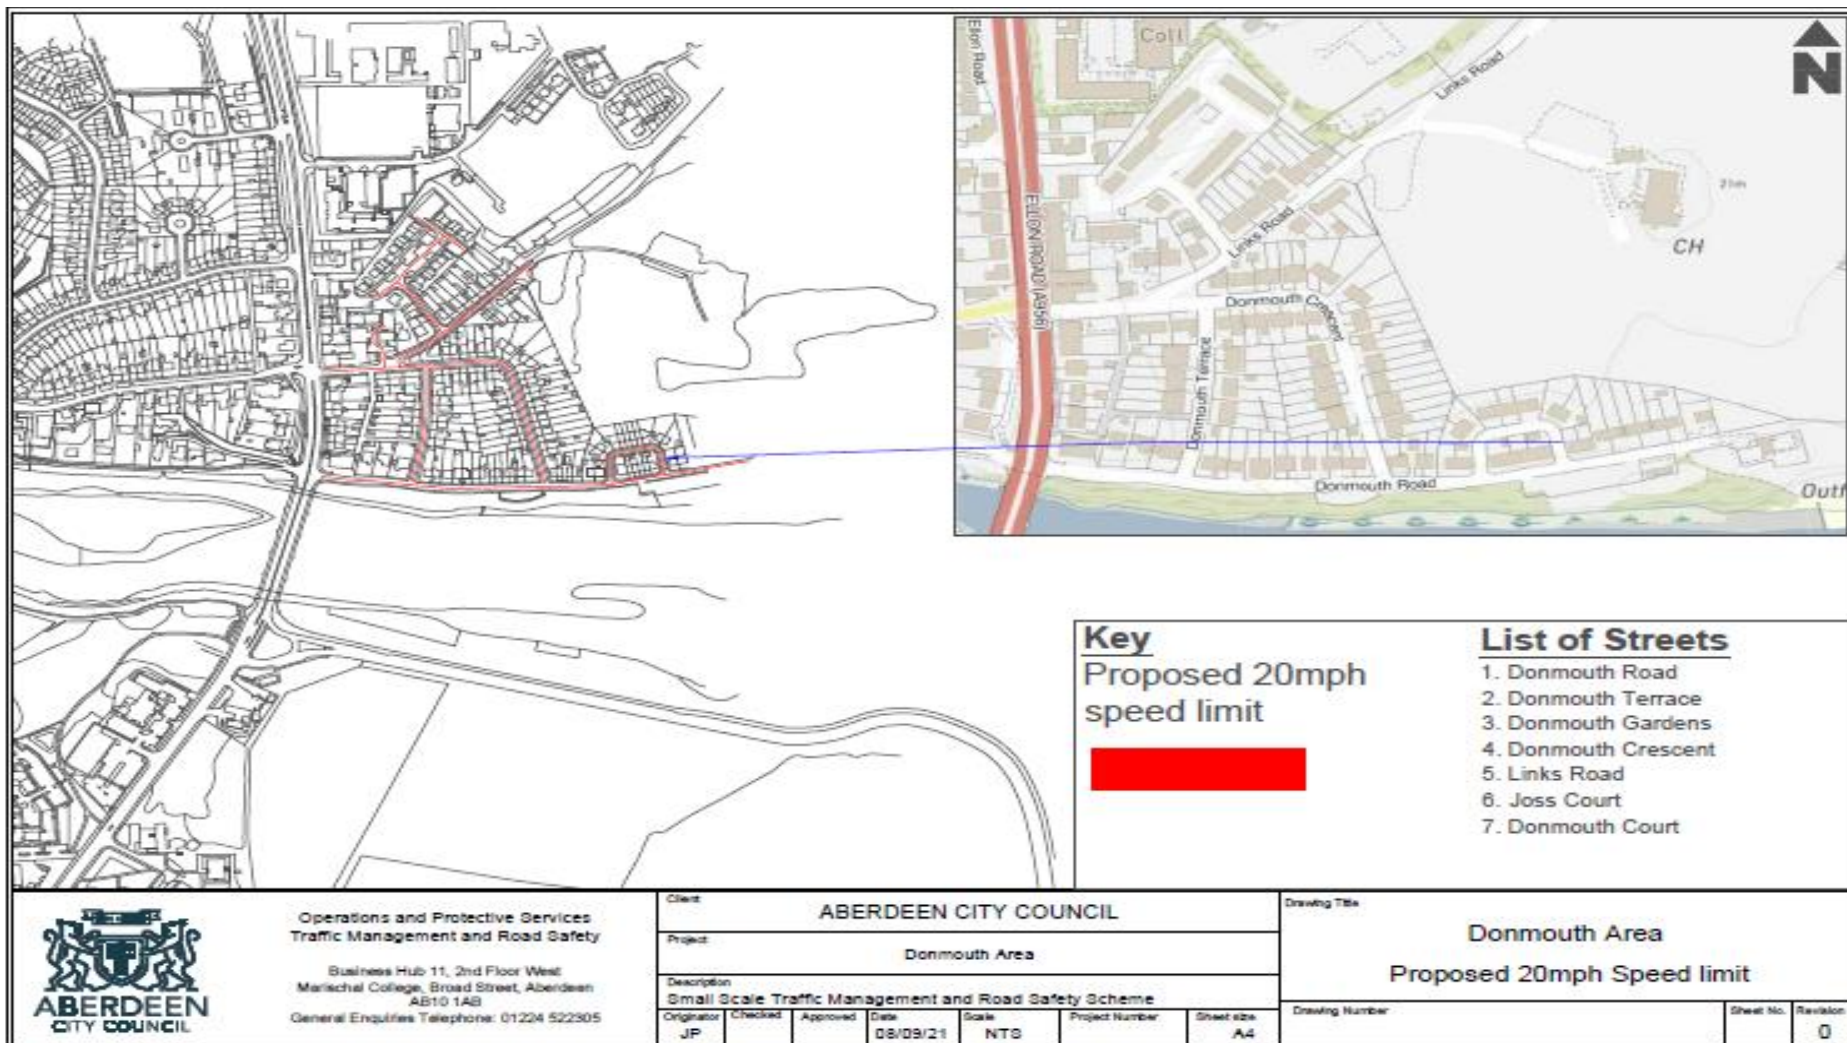 Ellon Road
Coll
Links Road
N
21m
CH
ELLON ROAD (A956)
Links Road
Donmouth Crescent
Donmouth Terrace
Donmouth Road
Outf
Key
Proposed 20mph
speed limit
List of Streets
1. Donmouth Road
2. Donmouth Terrace
3. Donmouth Gardens
4. Donmouth Crescent
5. Links Road
6. Joss Court
7. Donmouth Court
ABERDEEN
CITY COUNCIL
Operations and Protective Services
Traffic Management and Road Safety
Business Hub 11, 2nd Floor West
Marischal College, Broad Street, Aberdeen
AB10 1AB
General Enquiries Telephone: 01224 522305
Client
ABERDEEN CITY COUNCIL
Project
Donmouth Area
Description
Small Scale Traffic Management and Road Safety Scheme
Originator Checked Approved Date Scale Project Number Sheet size
JP 08/09/21 NTS A4
Drawing Title
Donmouth Area
Proposed 20mph Speed limit
Drawing Number Sheet No. Revision
0